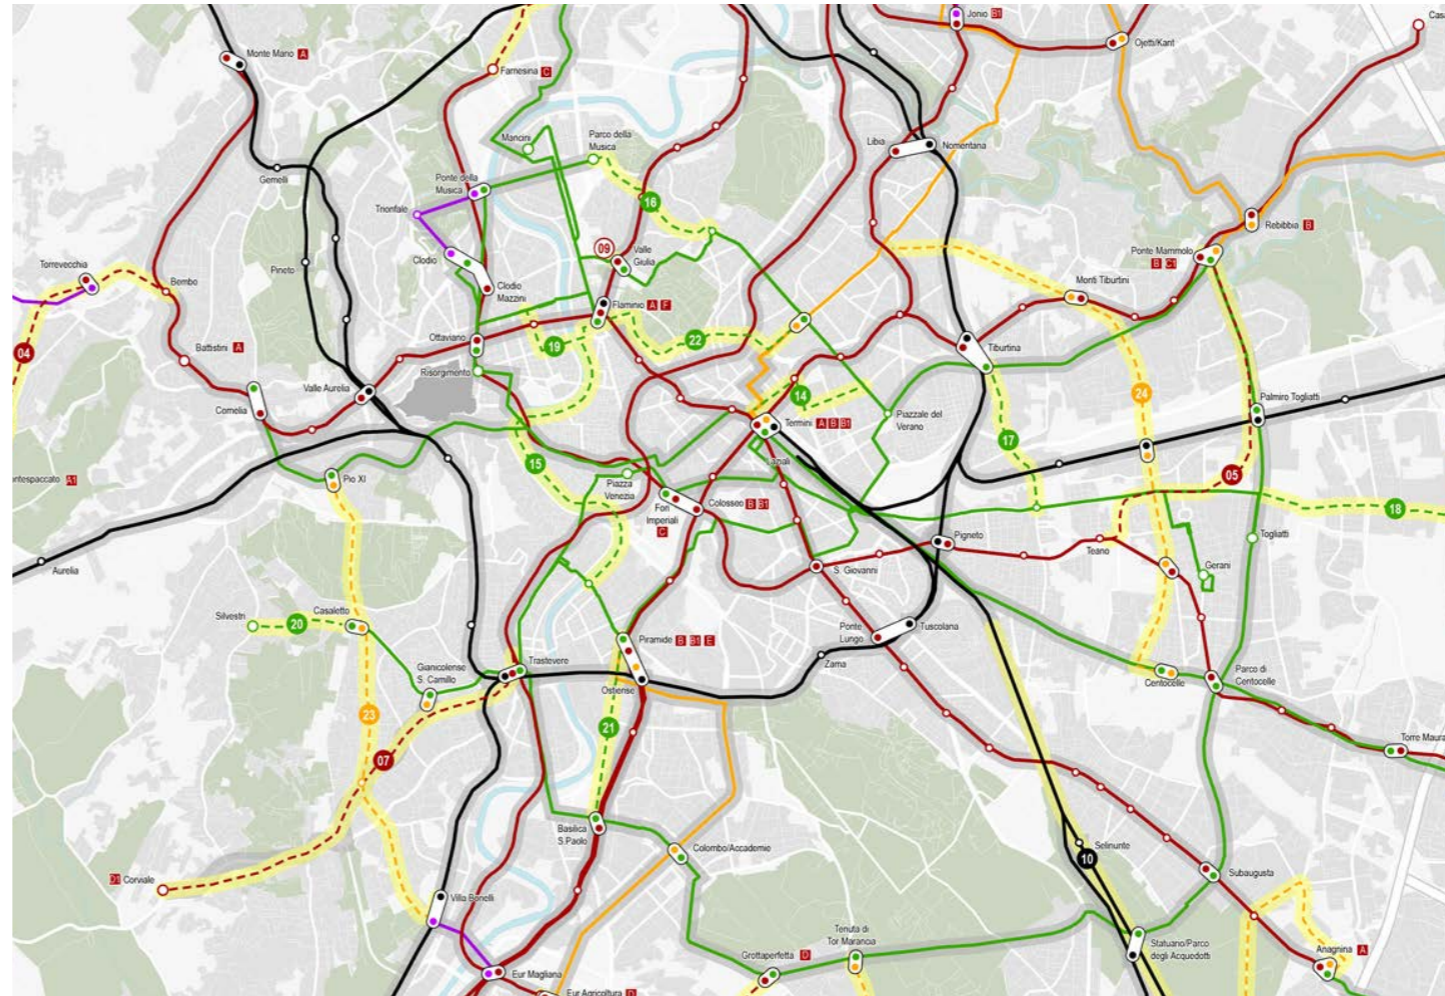 Jonio B1
Cas
Monte Mario A
Ojetti/Kant
Farnesina C
Mancini
Parco della
Musica
Libia
Nomentana
Gemelli
Ponte della
Musica
Trionfale
16
Rebibbia B
09
Valle
Giulia
Ponte Mammolo
B C1
Clodio
Torrevecchia
Pineto
Bembo
Clodio
Mazzini
Monti Tiburtini
Flaminio A F
Ottaviano
19
22
Tiburtina
04
Battistini A
Risorgimento
Valle Aurelia
14
24
Cornelia
Palmiro Togliatti
Piazzale del
Verano
Termini A B B1
17
15
Laziali
05
ntespaccato A1
Pio XI
Piazza
Venezia
Colosseo B B1
Fori
Imperiali
C
18
Pigneto
Togliatti
Teano
Aurelia
S. Giovanni
Gerani
Silvestri
20
Casaletto
Ponte
Lungo
Tuscolana
Piramide B B1 E
Zama
Gianicolense
S. Camillo
Trastevere
Parco di
Centocelle
Centocelle
Ostiense
23
21
Torre Maura
07
Basilica
S.Paolo
Colombo/Accademie
Selinunte
10
Subaugusta
D1 Corviale
Villa Bonelli
Tenuta di
Tor Marancia
Statuario/Parco
degli Acquedotti
Anagnina A
Grottaperfetta D
Eur Magliana
Eur Agricoltura D